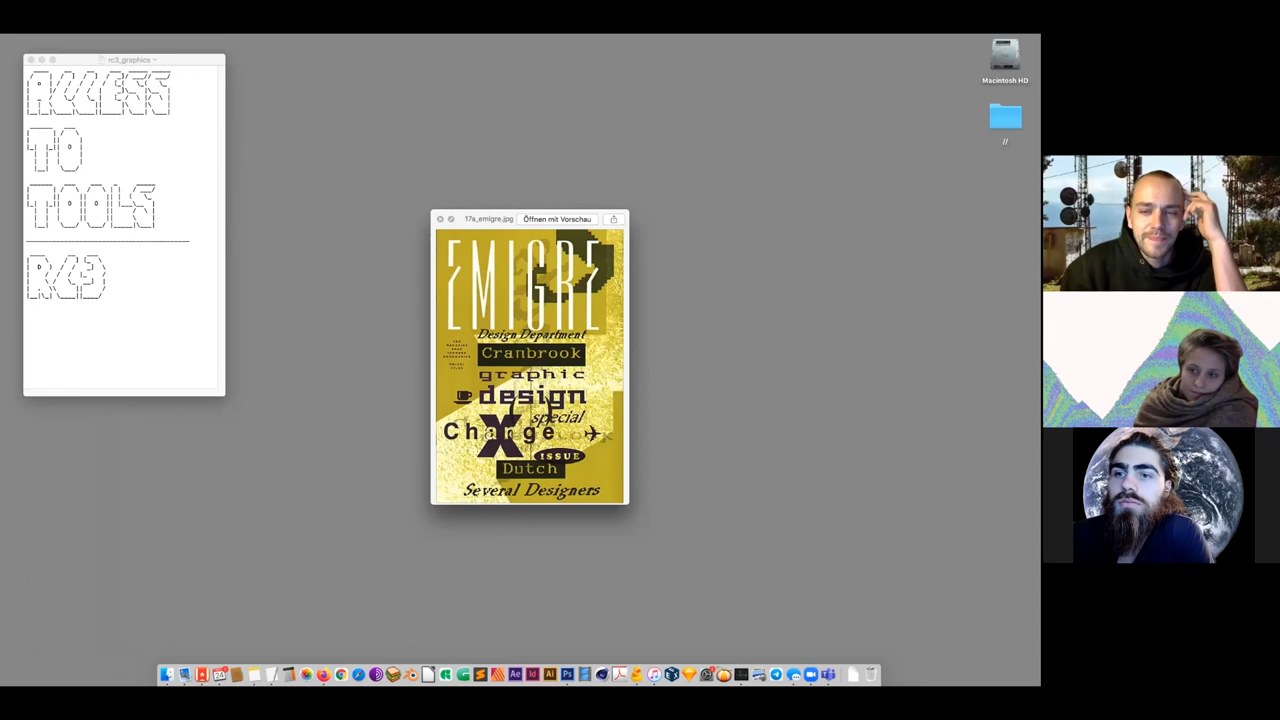 rc3_graphics
ACCESS
TO
TOOLS
RC3
Macintosh HD
//
17a_emigre.jpg
Öffnen mit Vorschau
EMIGRE
Design Department
Cranbrook
graphic
design
special
Change
ISSUE
Dutch
Several Designers